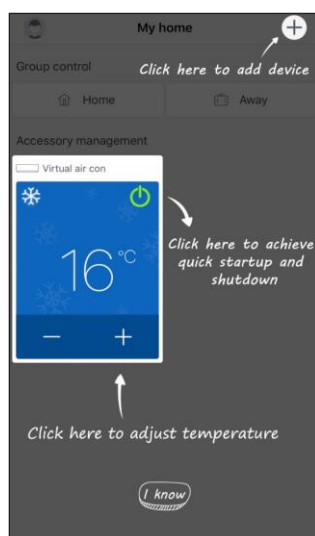 My home
Group control
Click here to add device
Home
Away
Accessory management
Virtual air con
16°C
Click here to achieve
quick startup and
shutdown
− +
Click here to adjust temperature
I know